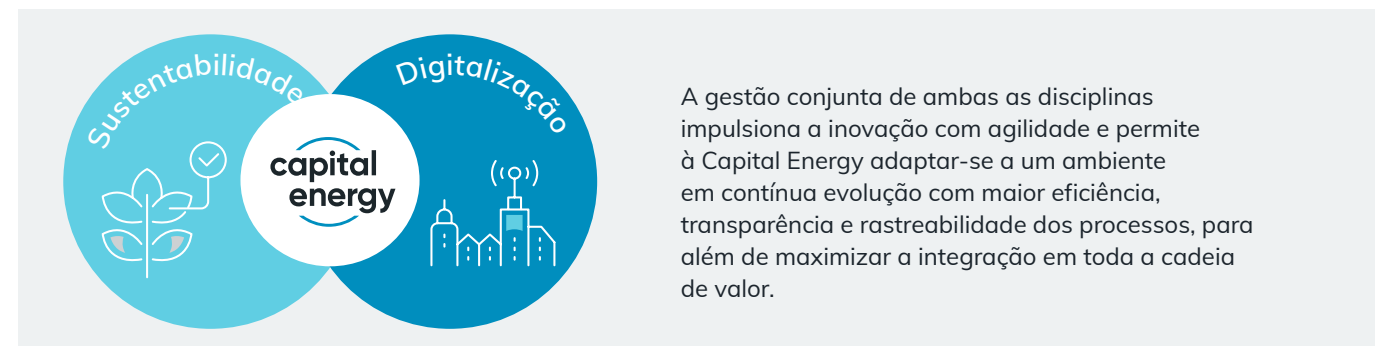 Sustentabilidade
Digitalização
capital
energy
A gestão conjunta de ambas as disciplinas
impulsiona a inovação com agilidade e permite
à Capital Energy adaptar-se a um ambiente
em contínua evolução com maior eficiência,
transparência e rastreabilidade dos processos, para
além de maximizar a integração em toda a cadeia
de valor.